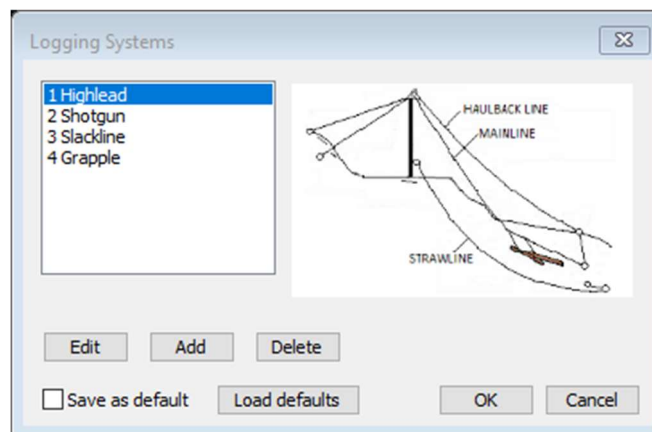 Logging Systems
1 Highlead
2 Shotgun
3 Slackline
4 Grapple
HAULBACK LINE
MAINLINE
STRAWLINE
Edit Add Delete
Save as default Load defaults OK Cancel